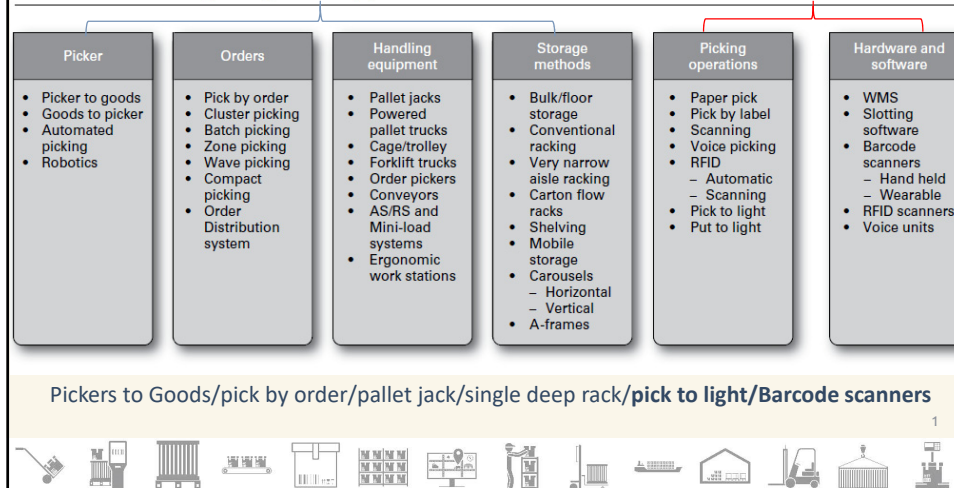 Picker
• Picker to goods
• Goods to picker
• Automated
picking
• Robotics
Orders
• Pick by order
• Cluster picking
• Batch picking
• Zone picking
• Wave picking
• Compact
picking
• Order
Distribution
system
Handling
equipment
• Pallet jacks
• Powered
pallet trucks
• Cage/trolley
• Forklift trucks
• Order pickers
• Conveyors
• AS/RS and
Mini-load
systems
• Ergonomic
work stations
Storage
methods
• Bulk/floor
storage
• Conventional
racking
• Very narrow
aisle racking
• Carton flow
racks
• Shelving
• Mobile
storage
• Carousels
– Horizontal
– Vertical
• A-frames
Picking
operations
• Paper pick
• Pick by label
• Scanning
• Voice picking
• RFID
– Automatic
– Scanning
• Pick to light
• Put to light
Hardware and
software
• WMS
• Slotting
software
• Barcode
scanners
– Hand held
– Wearable
• RFID scanners
• Voice units
Pickers to Goods/pick by order/pallet jack/single deep rack/pick to light/Barcode scanners
1